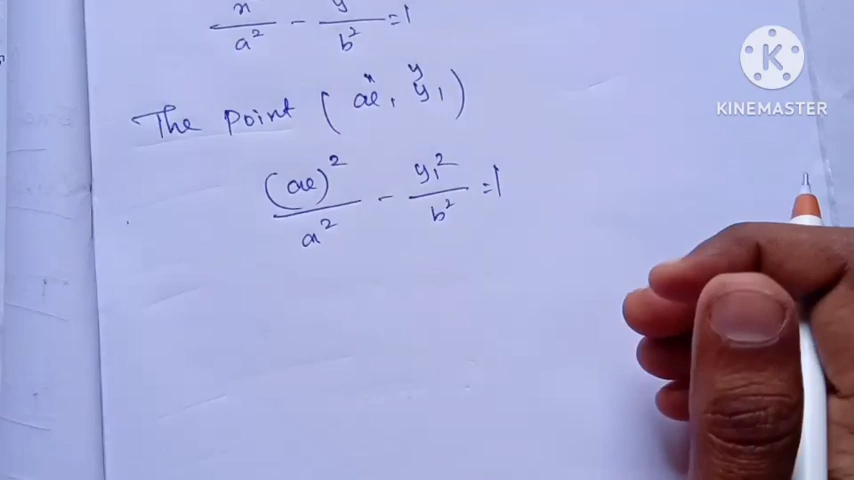 x² / a² - y² / b² = 1
x y
The point (ae, y₁)
(ae)² / a² - y₁² / b² = 1
K
KINEMASTER